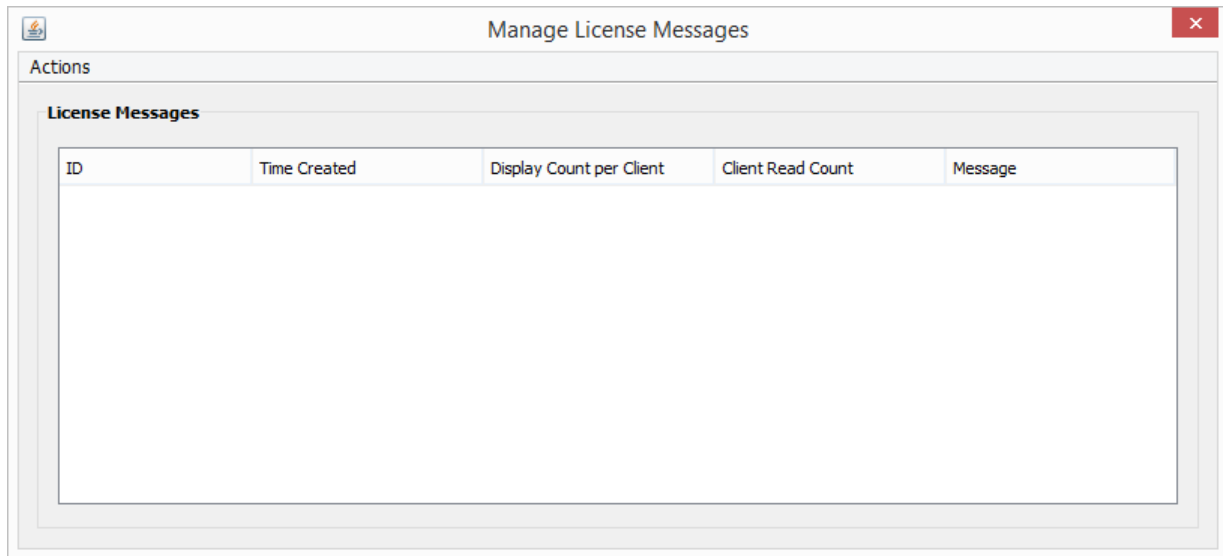 Manage License Messages
Actions
License Messages
ID Time Created Display Count per Client Client Read Count Message